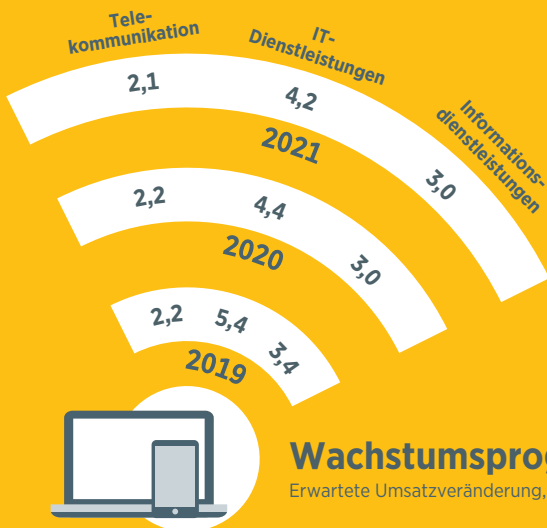 Tele-
kommunikation
IT-
Dienstleistungen
Informations-
dienstleistungen
2,1
4,2
3,0
2021
2,2
4,4
3,0
2020
2,2
5,4
3,4
2019
Wachstumsprog
Erwartete Umsatzveränderung,